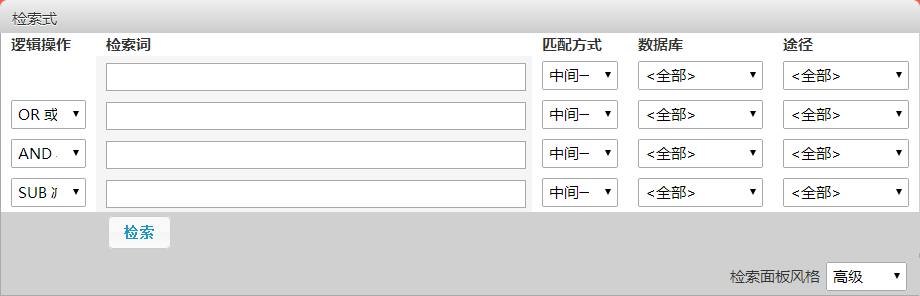 检索式
逻辑操作 检索词 匹配方式 数据库 途径
中间一 <全部> <全部>
OR 或 中间一 <全部> <全部>
AND 中间一 <全部> <全部>
SUB 中间一 <全部> <全部>
检索
检索面板风格 高级